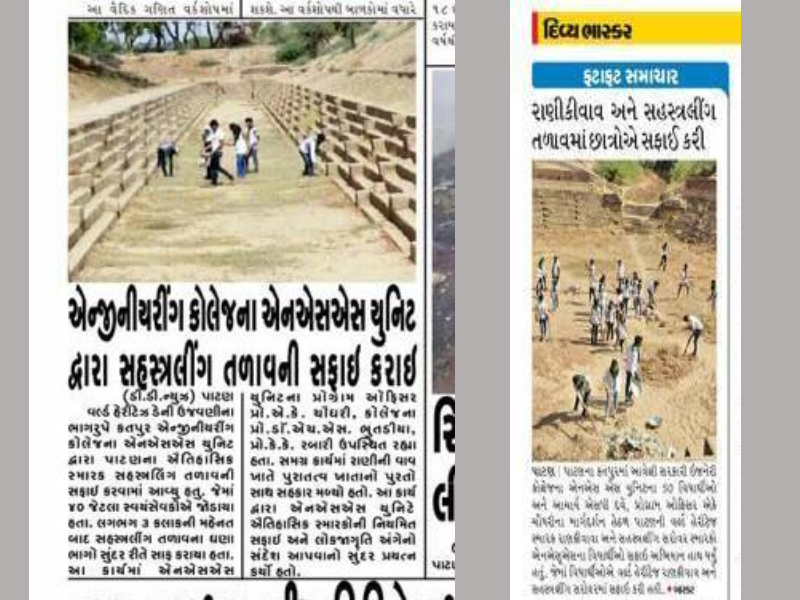 આ વૈદિક ગણિત વર્કશોપમાં
શકશે. આ વર્કશોપથી બાળકોમાં વધારે
એન્જીનીયરીંગ કોલેજના એનએસએસ યુનિટ
દ્વારા સહસ્ત્રલીંગ તળાવની સફાઇ કરાઇ
(ડી.ડી.ન્યુઝ) પાટણ
વર્લ્ડ હેરીટેઝ ડેની ઉજવણીના
ભાગરૂપે કતપુર એન્જીનીયરીંગ
કોલેજના એનએસએસ યુનિટ
દ્વારા પાટણના ઐતિહાસિક
સ્મારક સહસ્ત્રલિંગ તળાવની
સફાઇ કરવામાં આવ્યુ હતુ. જેમાં
૪૦ જેટલા સ્વયંસેવકોએ જોડાયા
હતા. લગભગ ૩ કલાકની મહેનત
બાદ સહસ્ત્રલીંગ તળાવના ઘણા
ભાગો સુંદર રીતે સાફ કરાયા હતા.
આ કાર્યમાં એનએસએસ
યુનિટના પ્રોગ્રામ ઓફિસર
પ્રો.એ.કે. ચૌધરી, કોલેજના
પ્રો.ડૉ.એચ.એસ. ભુતડીયા,
પ્રો.કે.કે. રબારી ઉપસ્થિત રહ્યા
હતા. સમગ્ર કાર્યમાં રાણીની વાવ
ખાતે પુરાતત્વ ખાતાનો પુરતો
સાથ સહકાર મળ્યો હતો. આ કાર્ય
દ્વારા એનએસએસ યુનિટે
ઐતિહાસિક સ્મારકોની નિયમિત
સફાઇ અને લોકજાગૃતિ અંગેનો
સંદેશ આપવાનો સુંદર પ્રયત્ન
કર્યો હતો.
દિવ્ય ભાસ્કર
ફટાફટ સમાચાર
રાણીકીવાવ અને સહસ્ત્રલીંગ
તળાવમાં છાત્રોએ સફાઈ કરી
પાટણ | પાટણના કતપુરમાં આવેલી સરકારી ઈજનેરી
કોલેજના એનએસ એસ યુનિટના 50 વિદ્યાર્થીઓ
અને આચાર્ય એસપી દવે, પ્રોગ્રામ ઓફિસર એકે
ચૌધરીના માર્ગદર્શન હેઠળ પાટણની વર્લ્ડ હેરીટેજ
સ્મારક રાણકીવાવ અને સહસ્ત્રલીંગ સરોવર સ્મારકો
એનએસએસના વિદ્યાર્થીઓ સફાઈ અભિયાન હાથ ધર્યું
હતું. જેમાં વિદ્યાર્થીઓએ વર્લ્ડ હેરીટેજ રાણકીવાવ અને
સહસ્ત્રલીંગ સરોવરમાં સફાઈ કરી હતી. ભાસ્કર